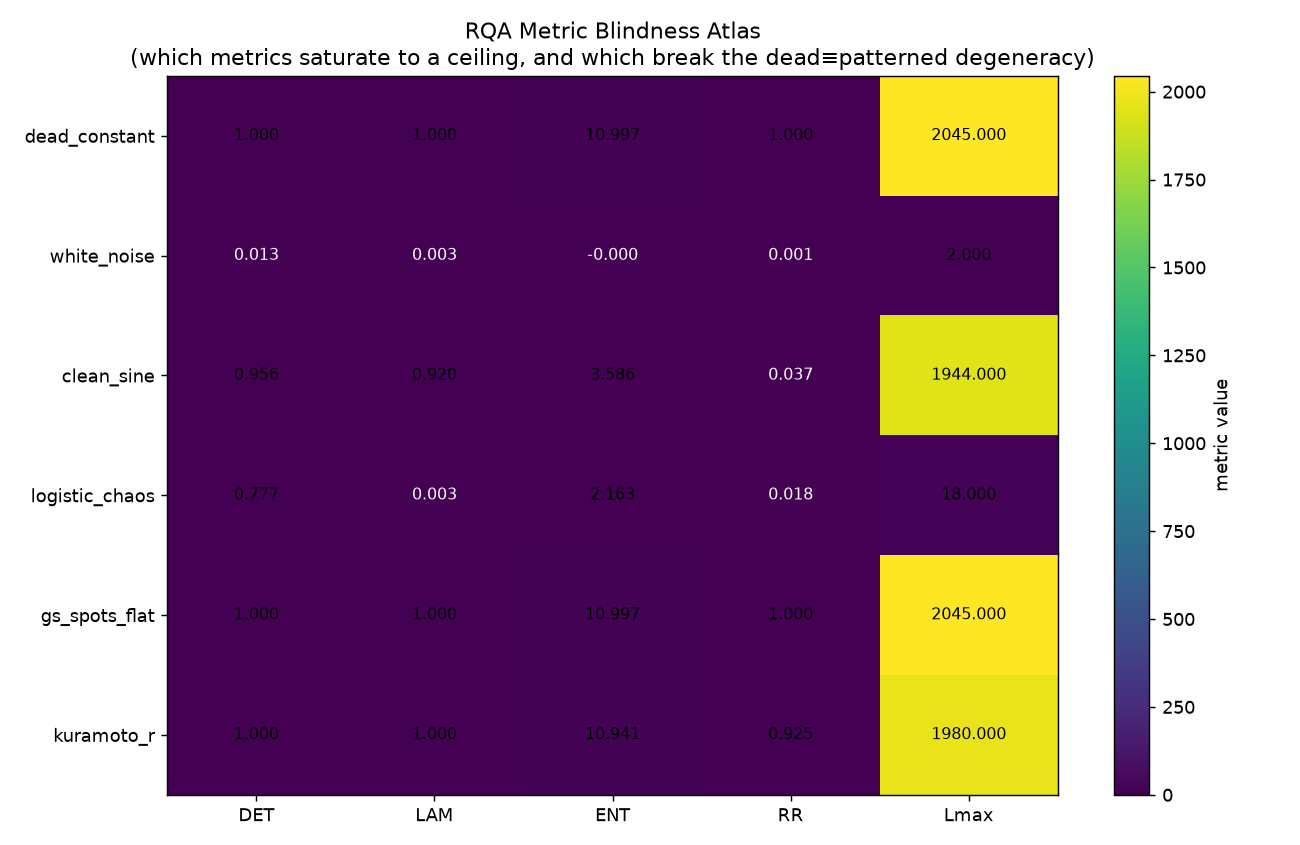 RQA Metric Blindness Atlas
(which metrics saturate to a ceiling, and which break the dead≡patterned degeneracy)
dead_constant 1.000 1.000 10.997 1.000 2045.000
white_noise 0.013 0.003 -0.000 0.001 2.000
clean_sine 0.956 0.920 3.586 0.037 1944.000
logistic_chaos 0.777 0.003 2.163 0.018 18.000
gs_spots_flat 1.000 1.000 10.997 1.000 2045.000
kuramoto_r 1.000 1.000 10.941 0.925 1980.000
DET LAM ENT RR Lmax
2000
1750
1500
1250
1000
750
500
250
0
metric value